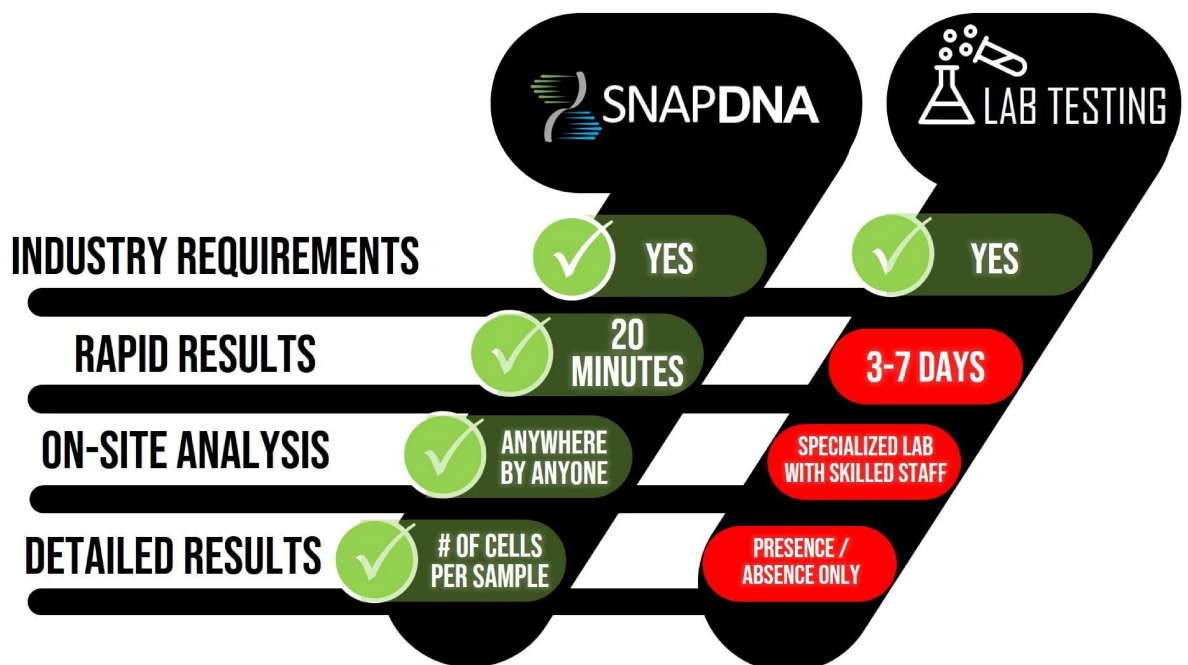 SNAPDNA
LAB TESTING
INDUSTRY REQUIREMENTS
YES
YES
RAPID RESULTS
20
MINUTES
3-7 DAYS
ON-SITE ANALYSIS
ANYWHERE
BY ANYONE
SPECIALIZED LAB
WITH SKILLED STAFF
DETAILED RESULTS
# OF CELLS
PER SAMPLE
PRESENCE /
ABSENCE ONLY